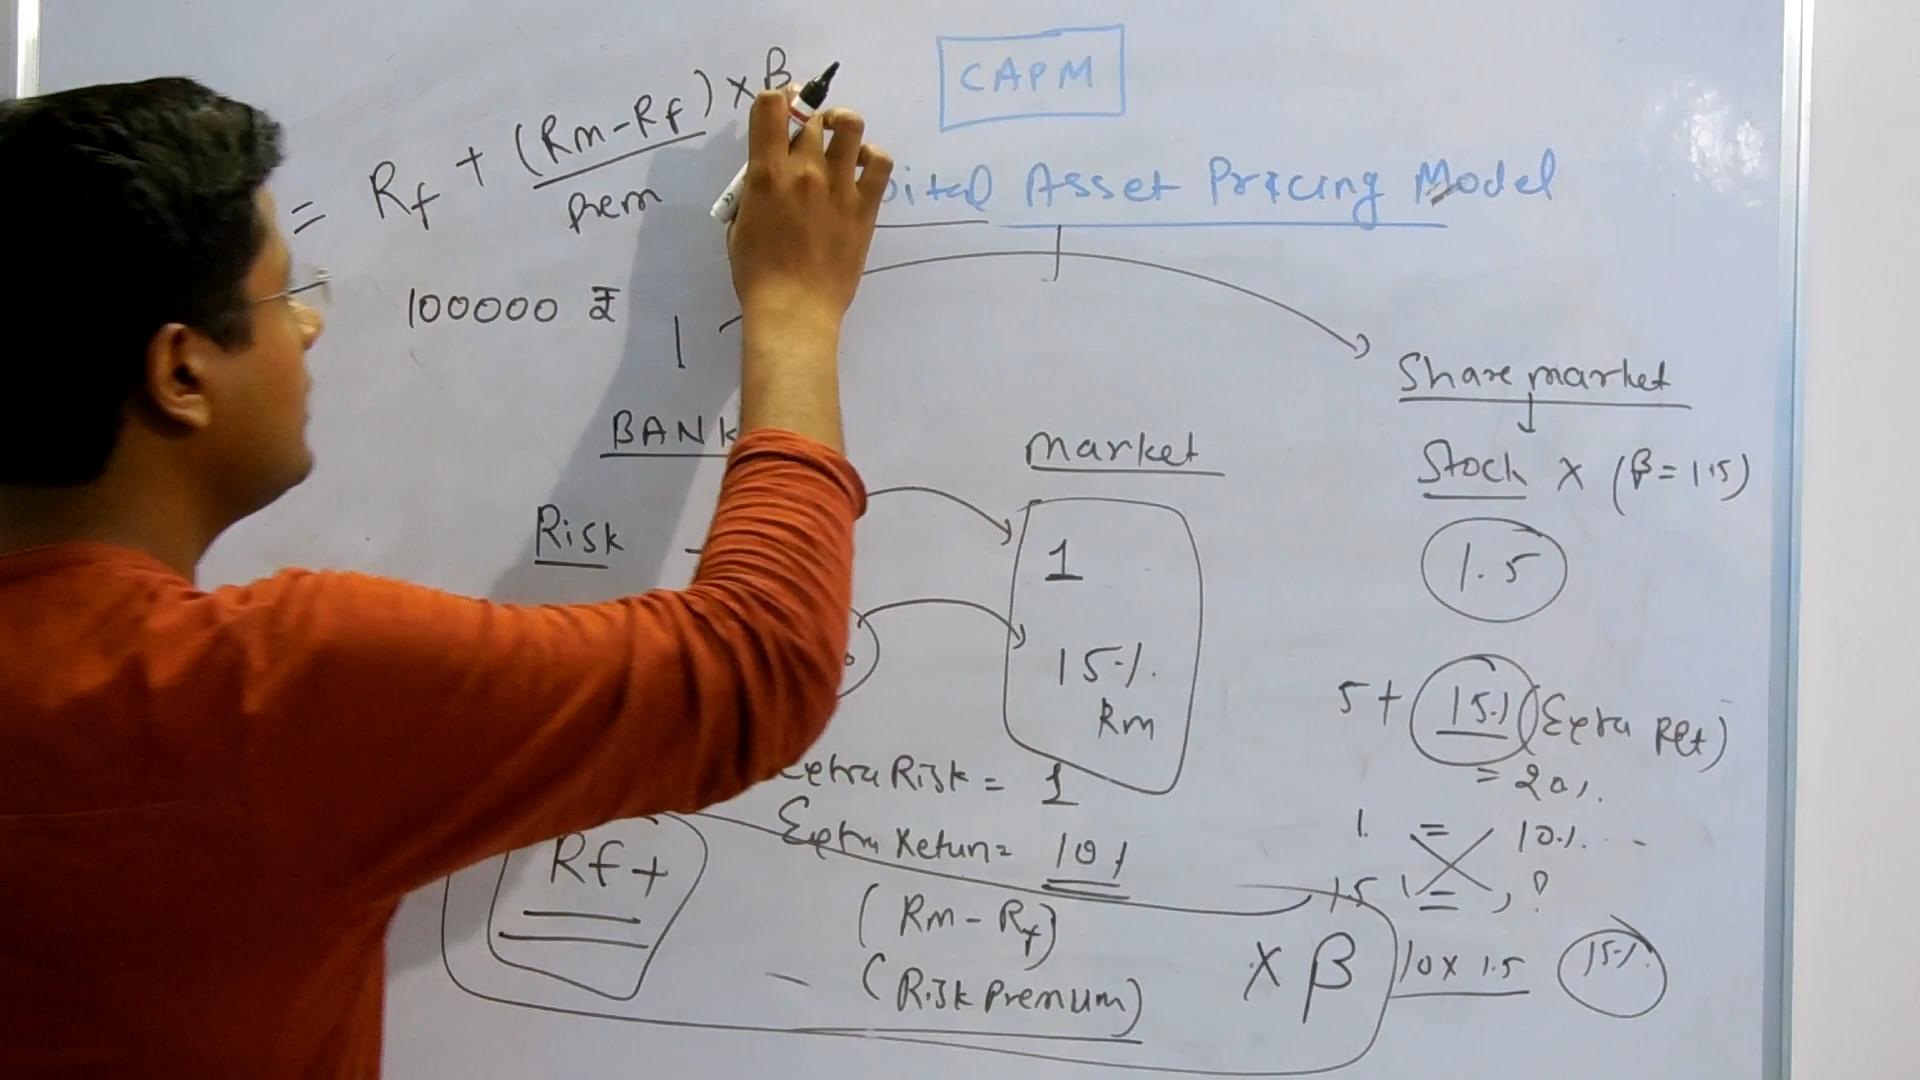 CAPM
= Rf + (Rm-Rf) × β
prem
pital Asset Pricing Model
100000 ₹
Share market
BANK
market
Stock X (β = 1.5)
Risk
1
1.5
15%
Rm
5 + 15% (Extra Ret)
= 20%
Extra Risk = 1
Extra Return = 10%
1. = 10%
1.5 = , ?
Rf +
(Rm - Rf)
× β
10 x 1.5 15%
- (Risk Premum)